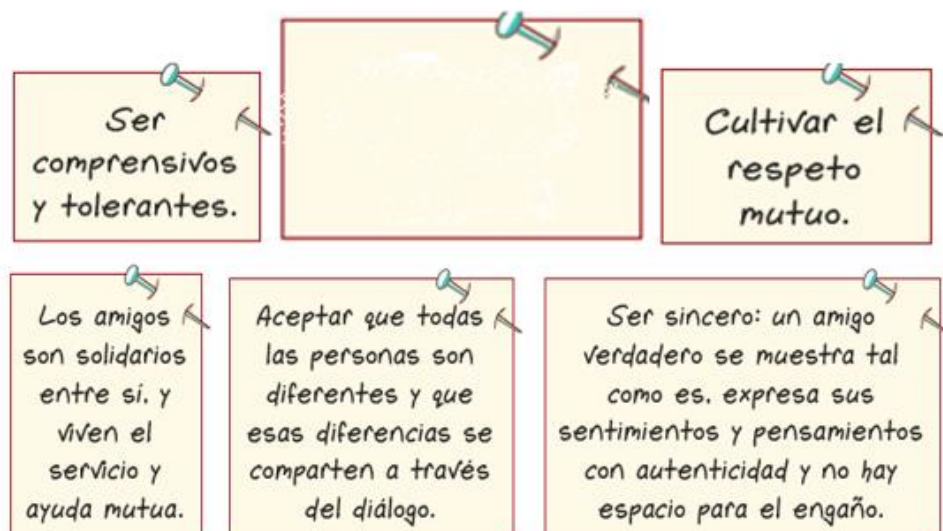 Ser
comprensivos
y tolerantes.
Cultivar el
respeto
mutuo.
Los amigos
son solidarios
entre sí. y
viven el
servicio y
ayuda mutua.
Aceptar que todas
las personas son
diferentes y que
esas diferencias se
comparten a través
del diálogo.
Ser sincero: un amigo
verdadero se muestra tal
como es. expresa sus
sentimientos y pensamientos
con autenticidad y no hay
espacio para el engaño.